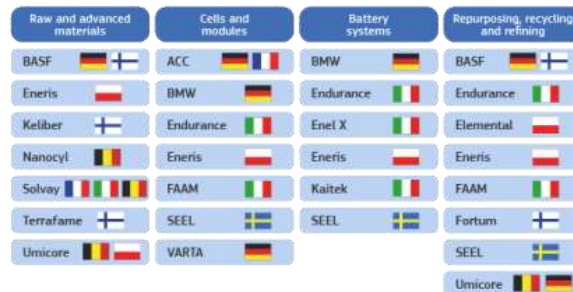 Raw and advanced
materials
BASF
Eneris
Keliber
Nanocyl
Solvay
Terrafame
Umicore
Cells and
modules
ACC
BMW
Endurance
Eneris
FAAM
SEEL
VARTA
Battery
systems
BMW
Endurance
Enel X
Eneris
Kaitek
SEEL
Repurposing, recycling
and refining
BASF
Endurance
Elemental
Eneris
FAAM
Fortum
SEEL
Umicore